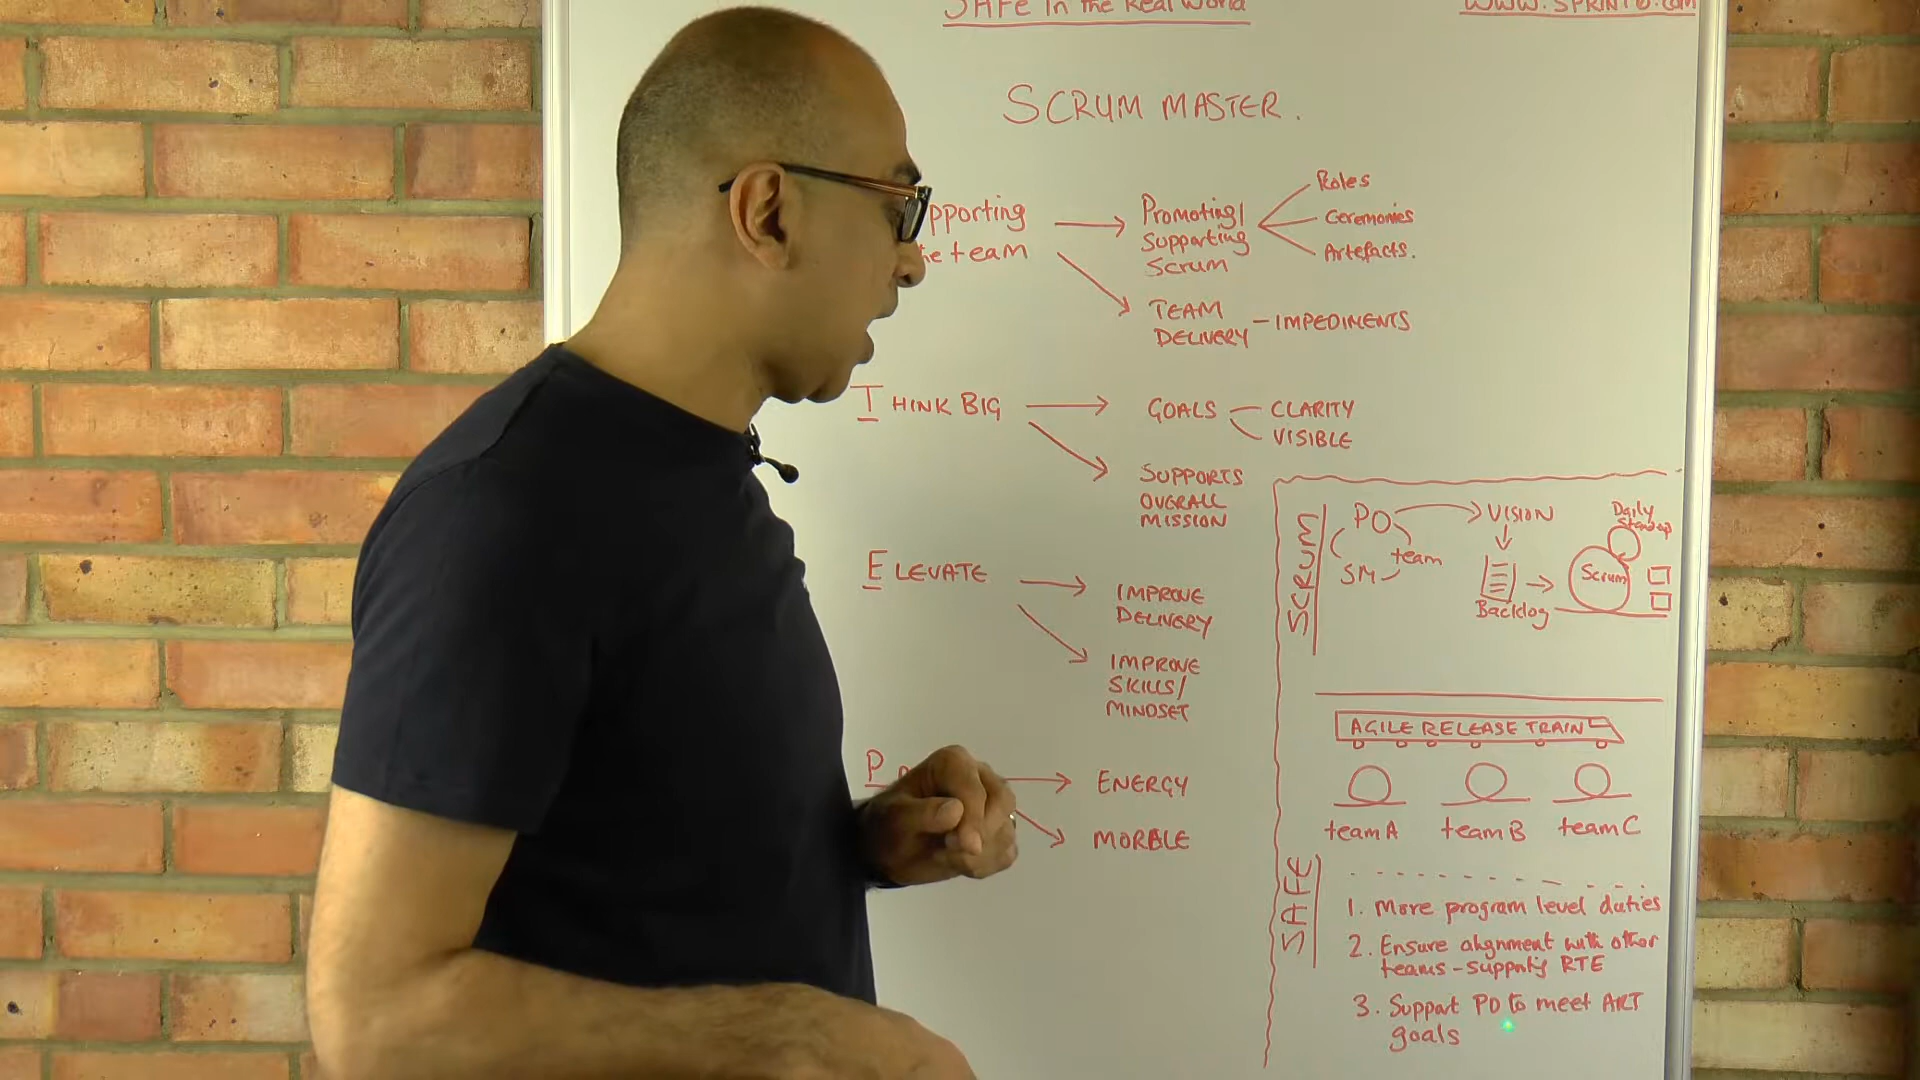 SAFe in the Real World
WWW.SPRINT0.com
SCRUM MASTER.
pporting
he team
Promoting/
Supporting
Scrum
Roles
Ceremonies
Artefacts.
TEAM
DELIVERY - IMPEDIMENTS
THINK BIG
GOALS
CLARITY
VISIBLE
SUPPORTS
OVERALL
MISSION
ELEVATE
IMPROVE
DELIVERY
IMPROVE
SKILLS/
MINDSET
P
ENERGY
MORALE
SCRUM
PO
SM
team
VISION
Backlog
Daily
Standup
Scrum
AGILE RELEASE TRAIN
team A
team B
team C
SAFE
1. More program level duties
2. Ensure alignment with other
teams - supporting RTE
3. Support PO to meet ART
goals